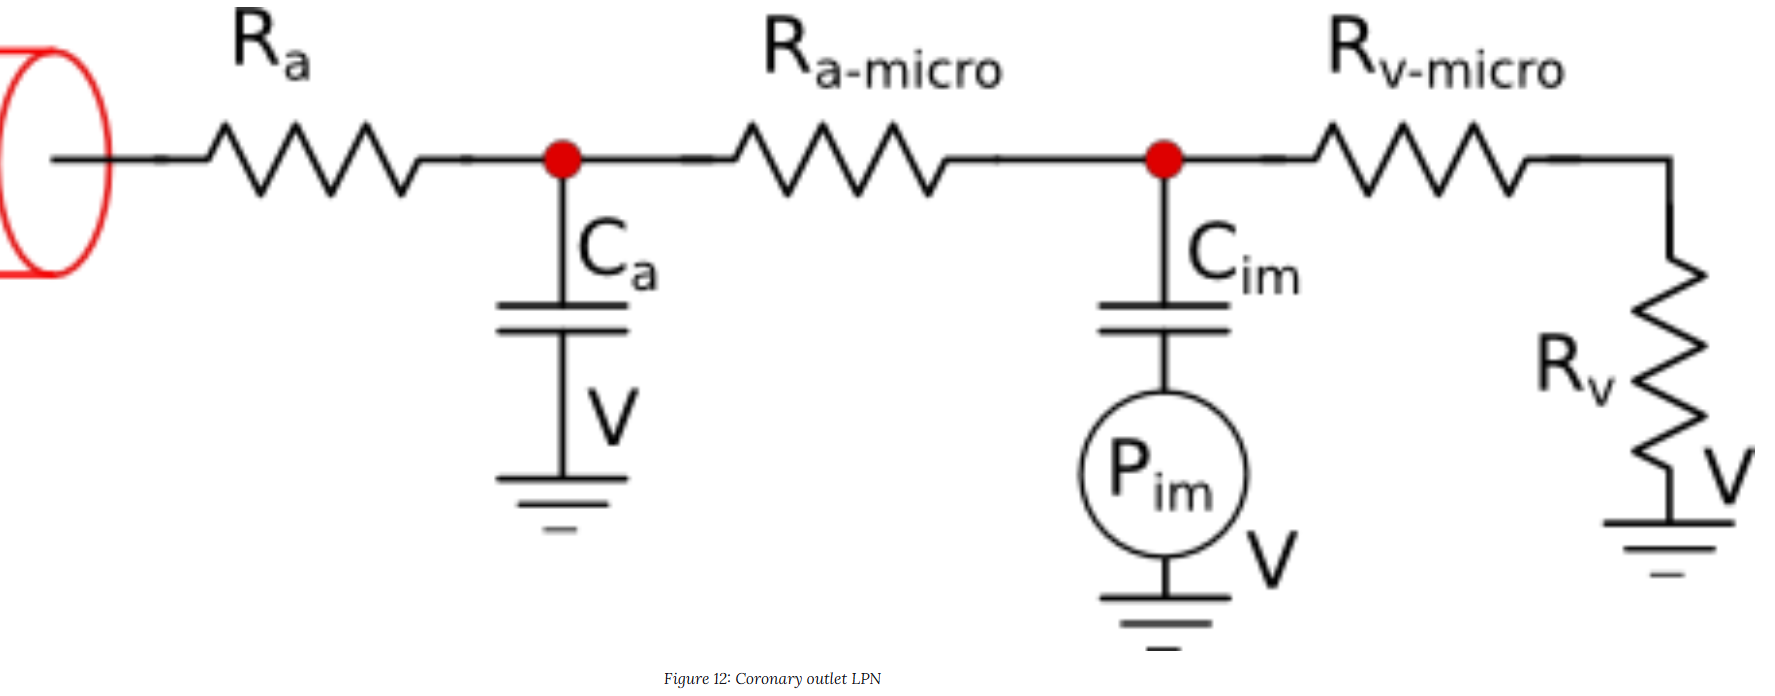 Ra
Ra-micro
Rv-micro
Ca
Cim
Rv
V
Pim
V
V
Figure 12: Coronary outlet LPN